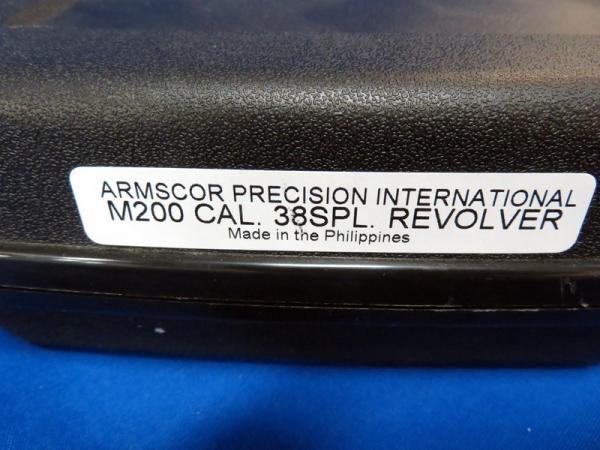 ARMSCOR PRECISION INTERNATIONAL
M200 CAL. 38SPL. REVOLVER
Made in the Philippines